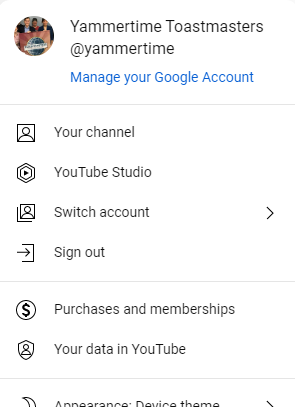 Yammertime Toastmasters
@yammertime
Manage your Google Account
Your channel
YouTube Studio
Switch account
Sign out
Purchases and memberships
Your data in YouTube
Appearance: Device theme